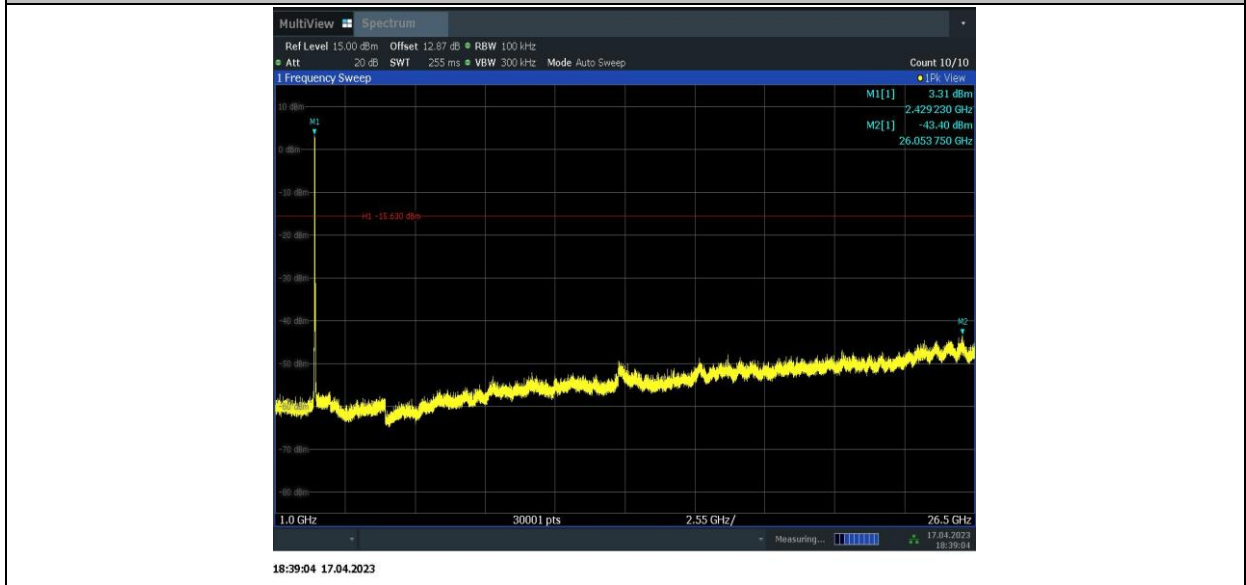 MultiView Spectrum
Ref Level 15.00 dBm Offset 12.87 dB RBW 100 kHz
Att 20 dB SWT 255 ms VBW 300 kHz Mode Auto Sweep Count 10/10
1 Frequency Sweep 1Pk View
M1[1] 3.31 dBm
2.429 230 GHz
M2[1] -43.40 dBm
26.053 750 GHz
10 dBm
M1
0 dBm
-10 dBm
H1 -15.630 dBm
-20 dBm
-30 dBm
-40 dBm
M2
-50 dBm
-70 dBm
-80 dBm
1.0 GHz 30001 pts 2.55 GHz/ 26.5 GHz
Measuring... 17.04.2023
18:39:04
18:39:04 17.04.2023